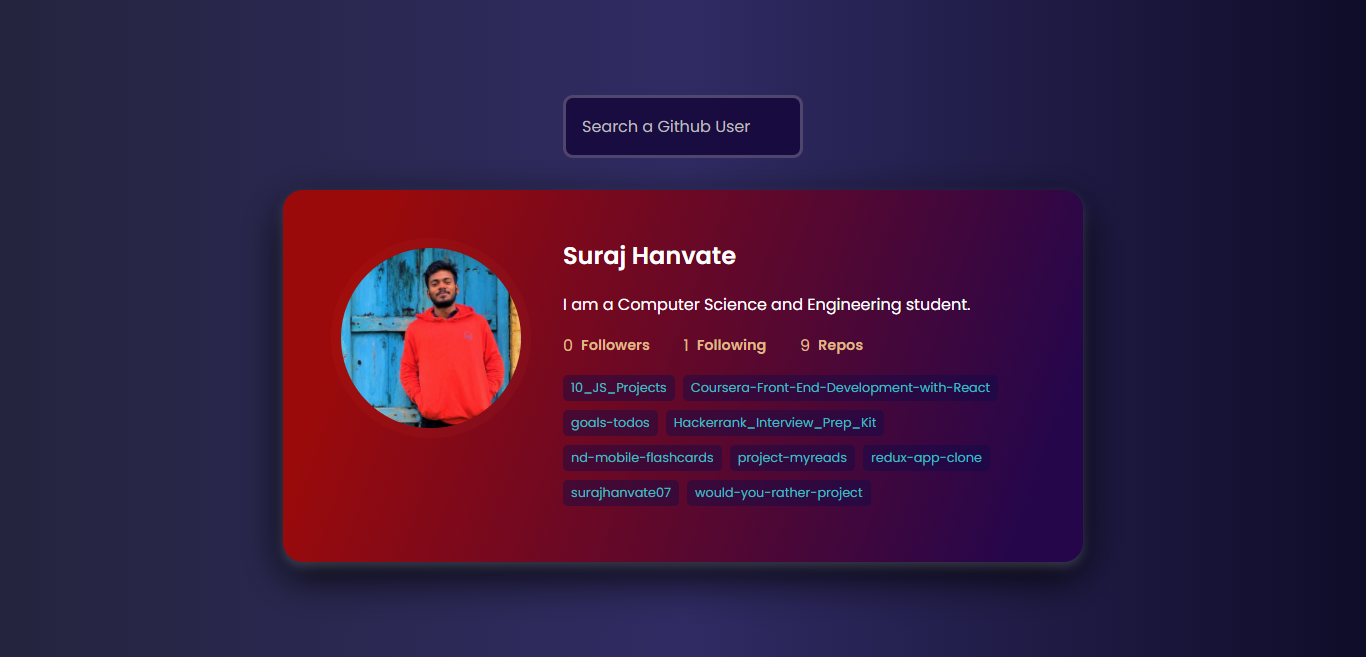 Search a Github User
Suraj Hanvate
I am a Computer Science and Engineering student.
0 Followers 1 Following 9 Repos
10_JS_Projects Coursera-Front-End-Development-with-React
goals-todos Hackerrank_Interview_Prep_Kit
nd-mobile-flashcards project-myreads redux-app-clone
surajhanvate07 would-you-rather-project